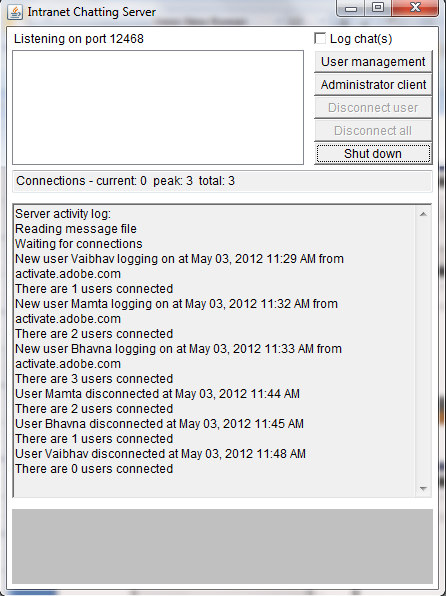 Intranet Chatting Server
Listening on port 12468
Log chat(s)
User management
Administrator client
Disconnect user
Disconnect all
Shut down
Connections - current: 0 peak: 3 total: 3
Server activity log:
Reading message file
Waiting for connections
New user Vaibhav logging on at May 03, 2012 11:29 AM from
activate.adobe.com
There are 1 users connected
New user Mamta logging on at May 03, 2012 11:32 AM from
activate.adobe.com
There are 2 users connected
New user Bhavna logging on at May 03, 2012 11:33 AM from
activate.adobe.com
There are 3 users connected
User Mamta disconnected at May 03, 2012 11:44 AM
There are 2 users connected
User Bhavna disconnected at May 03, 2012 11:45 AM
There are 1 users connected
User Vaibhav disconnected at May 03, 2012 11:48 AM
There are 0 users connected